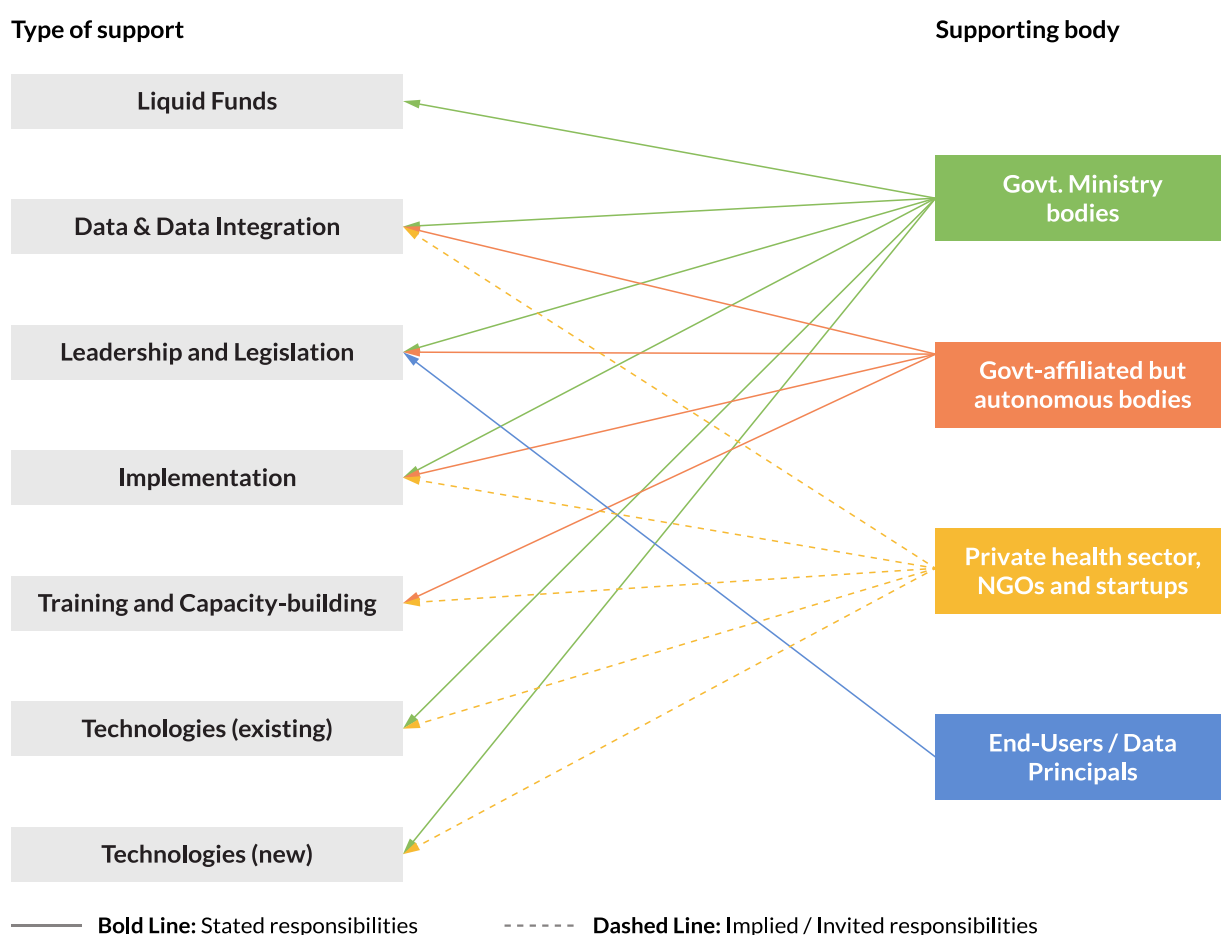 Type of support
Supporting body
Liquid Funds
Data & Data Integration
Leadership and Legislation
Implementation
Training and Capacity-building
Technologies (existing)
Technologies (new)
Govt. Ministry
bodies
Govt-affiliated but
autonomous bodies
Private health sector,
NGOs and startups
End-Users / Data
Principals
Bold Line: Stated responsibilities
Dashed Line: Implied / Invited responsibilities